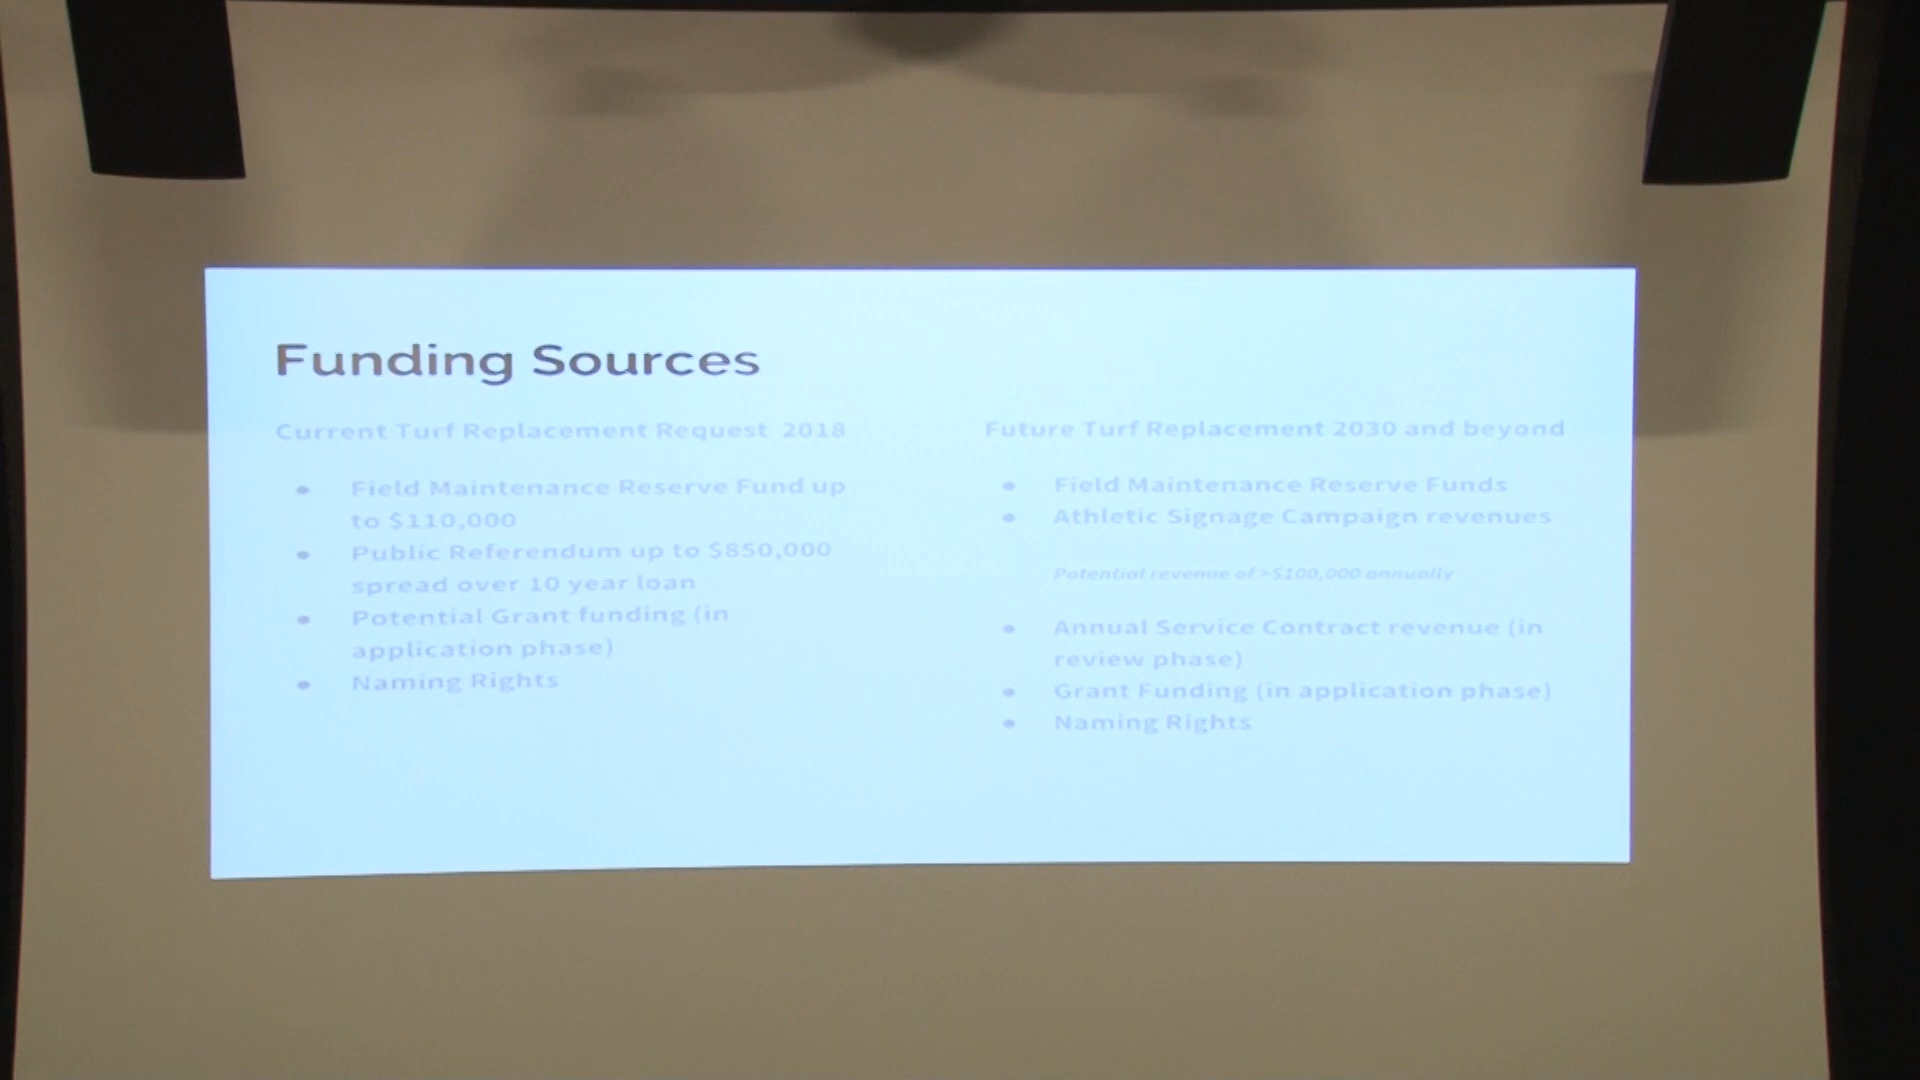 Funding Sources
Current Turf Replacement Request 2018
● Field Maintenance Reserve Fund up
to $110,000
● Public Referendum up to $850,000
spread over 10 year loan
● Potential Grant funding (in
application phase)
● Naming Rights
Future Turf Replacement 2030 and beyond
● Field Maintenance Reserve Funds
● Athletic Signage Campaign revenues
Potential revenue of >$100,000 annually
● Annual Service Contract revenue (in
review phase)
● Grant Funding (in application phase)
● Naming Rights